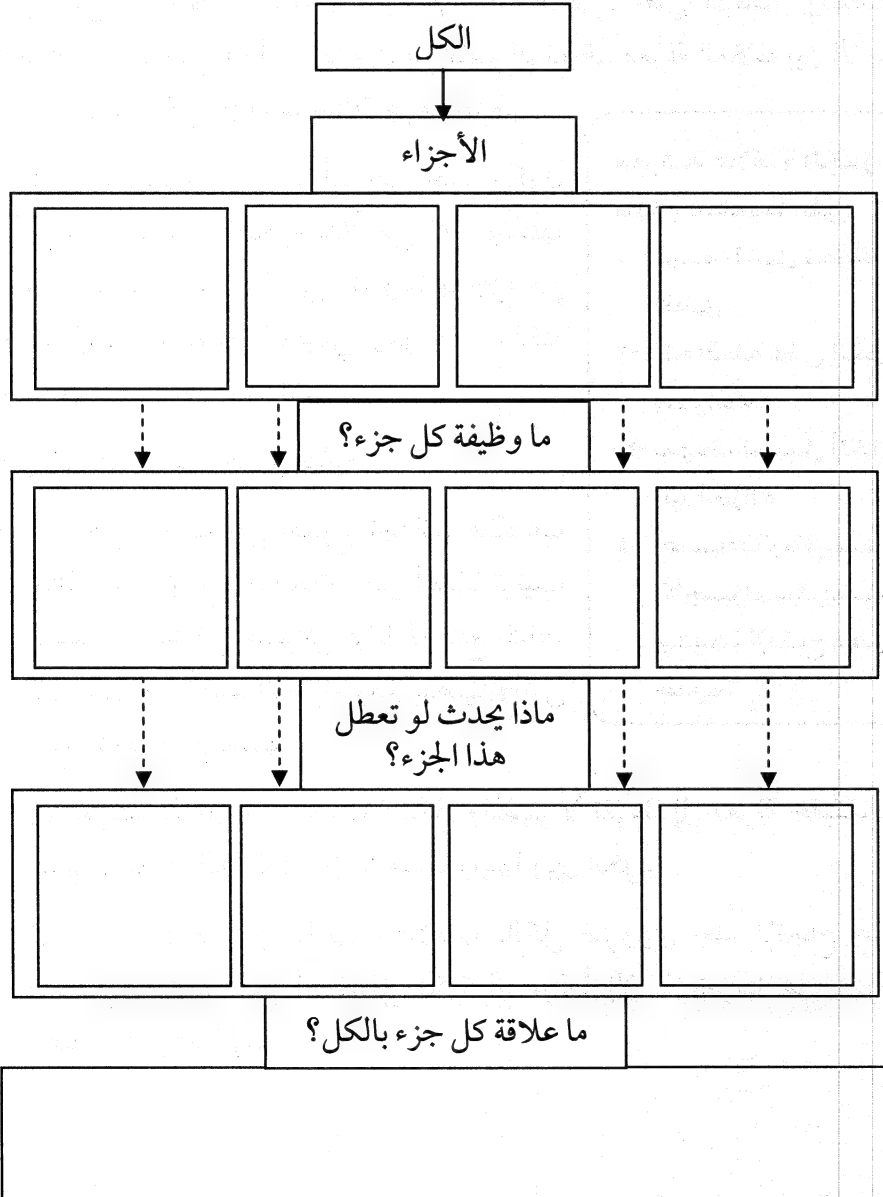 الكل
الأجزاء
ما وظيفة كل جزء؟
ماذا يحدث لو تعطل
هذا الجزء؟
ما علاقة كل جزء بالكل؟